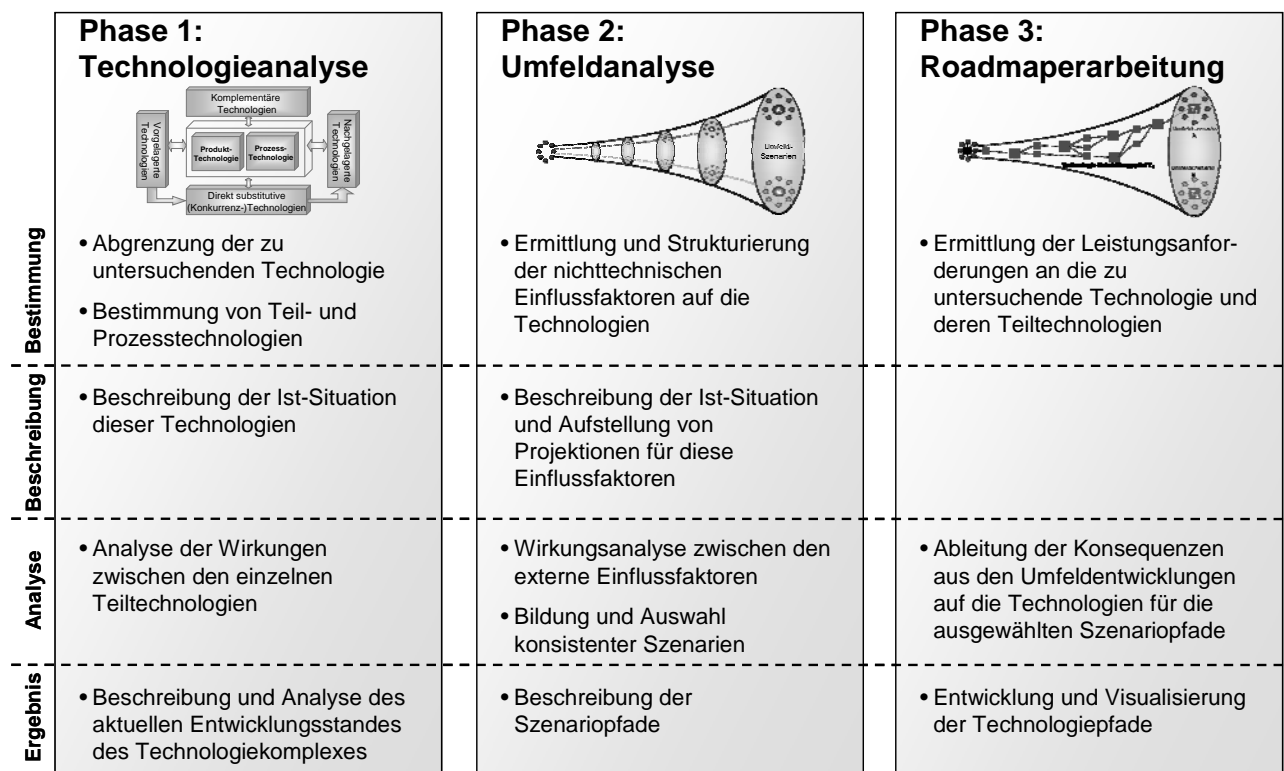 Phase 1:
Technologieanalyse
Komplementäre
Technologien
Vorgelagerte
Technologien
Produkt-
Technologie
Prozess-
Technologie
Nachgelagerte
Technologien
Direkt substitutive
(Konkurrenz-)Technologien
Phase 2:
Umfeldanalyse
Umfeld-
Szenarien
Phase 3:
Roadmaperarbeitung
Bestimmung
• Abgrenzung der zu
untersuchenden Technologie
• Bestimmung von Teil- und
Prozesstechnologien
• Ermittlung und Strukturierung
der nichttechnischen
Einflussfaktoren auf die
Technologien
• Ermittlung der Leistungsanfor-
derungen an die zu
untersuchende Technologie und
deren Teiltechnologien
Beschreibung
• Beschreibung der Ist-Situation
dieser Technologien
• Beschreibung der Ist-Situation
und Aufstellung von
Projektionen für diese
Einflussfaktoren
Analyse
• Analyse der Wirkungen
zwischen den einzelnen
Teiltechnologien
• Wirkungsanalyse zwischen den
externe Einflussfaktoren
• Bildung und Auswahl
konsistenter Szenarien
• Ableitung der Konsequenzen
aus den Umfeldentwicklungen
auf die Technologien für die
ausgewählten Szenariopfade
Ergebnis
• Beschreibung und Analyse des
aktuellen Entwicklungsstandes
des Technologiekomplexes
• Beschreibung der
Szenariopfade
• Entwicklung und Visualisierung
der Technologiepfade